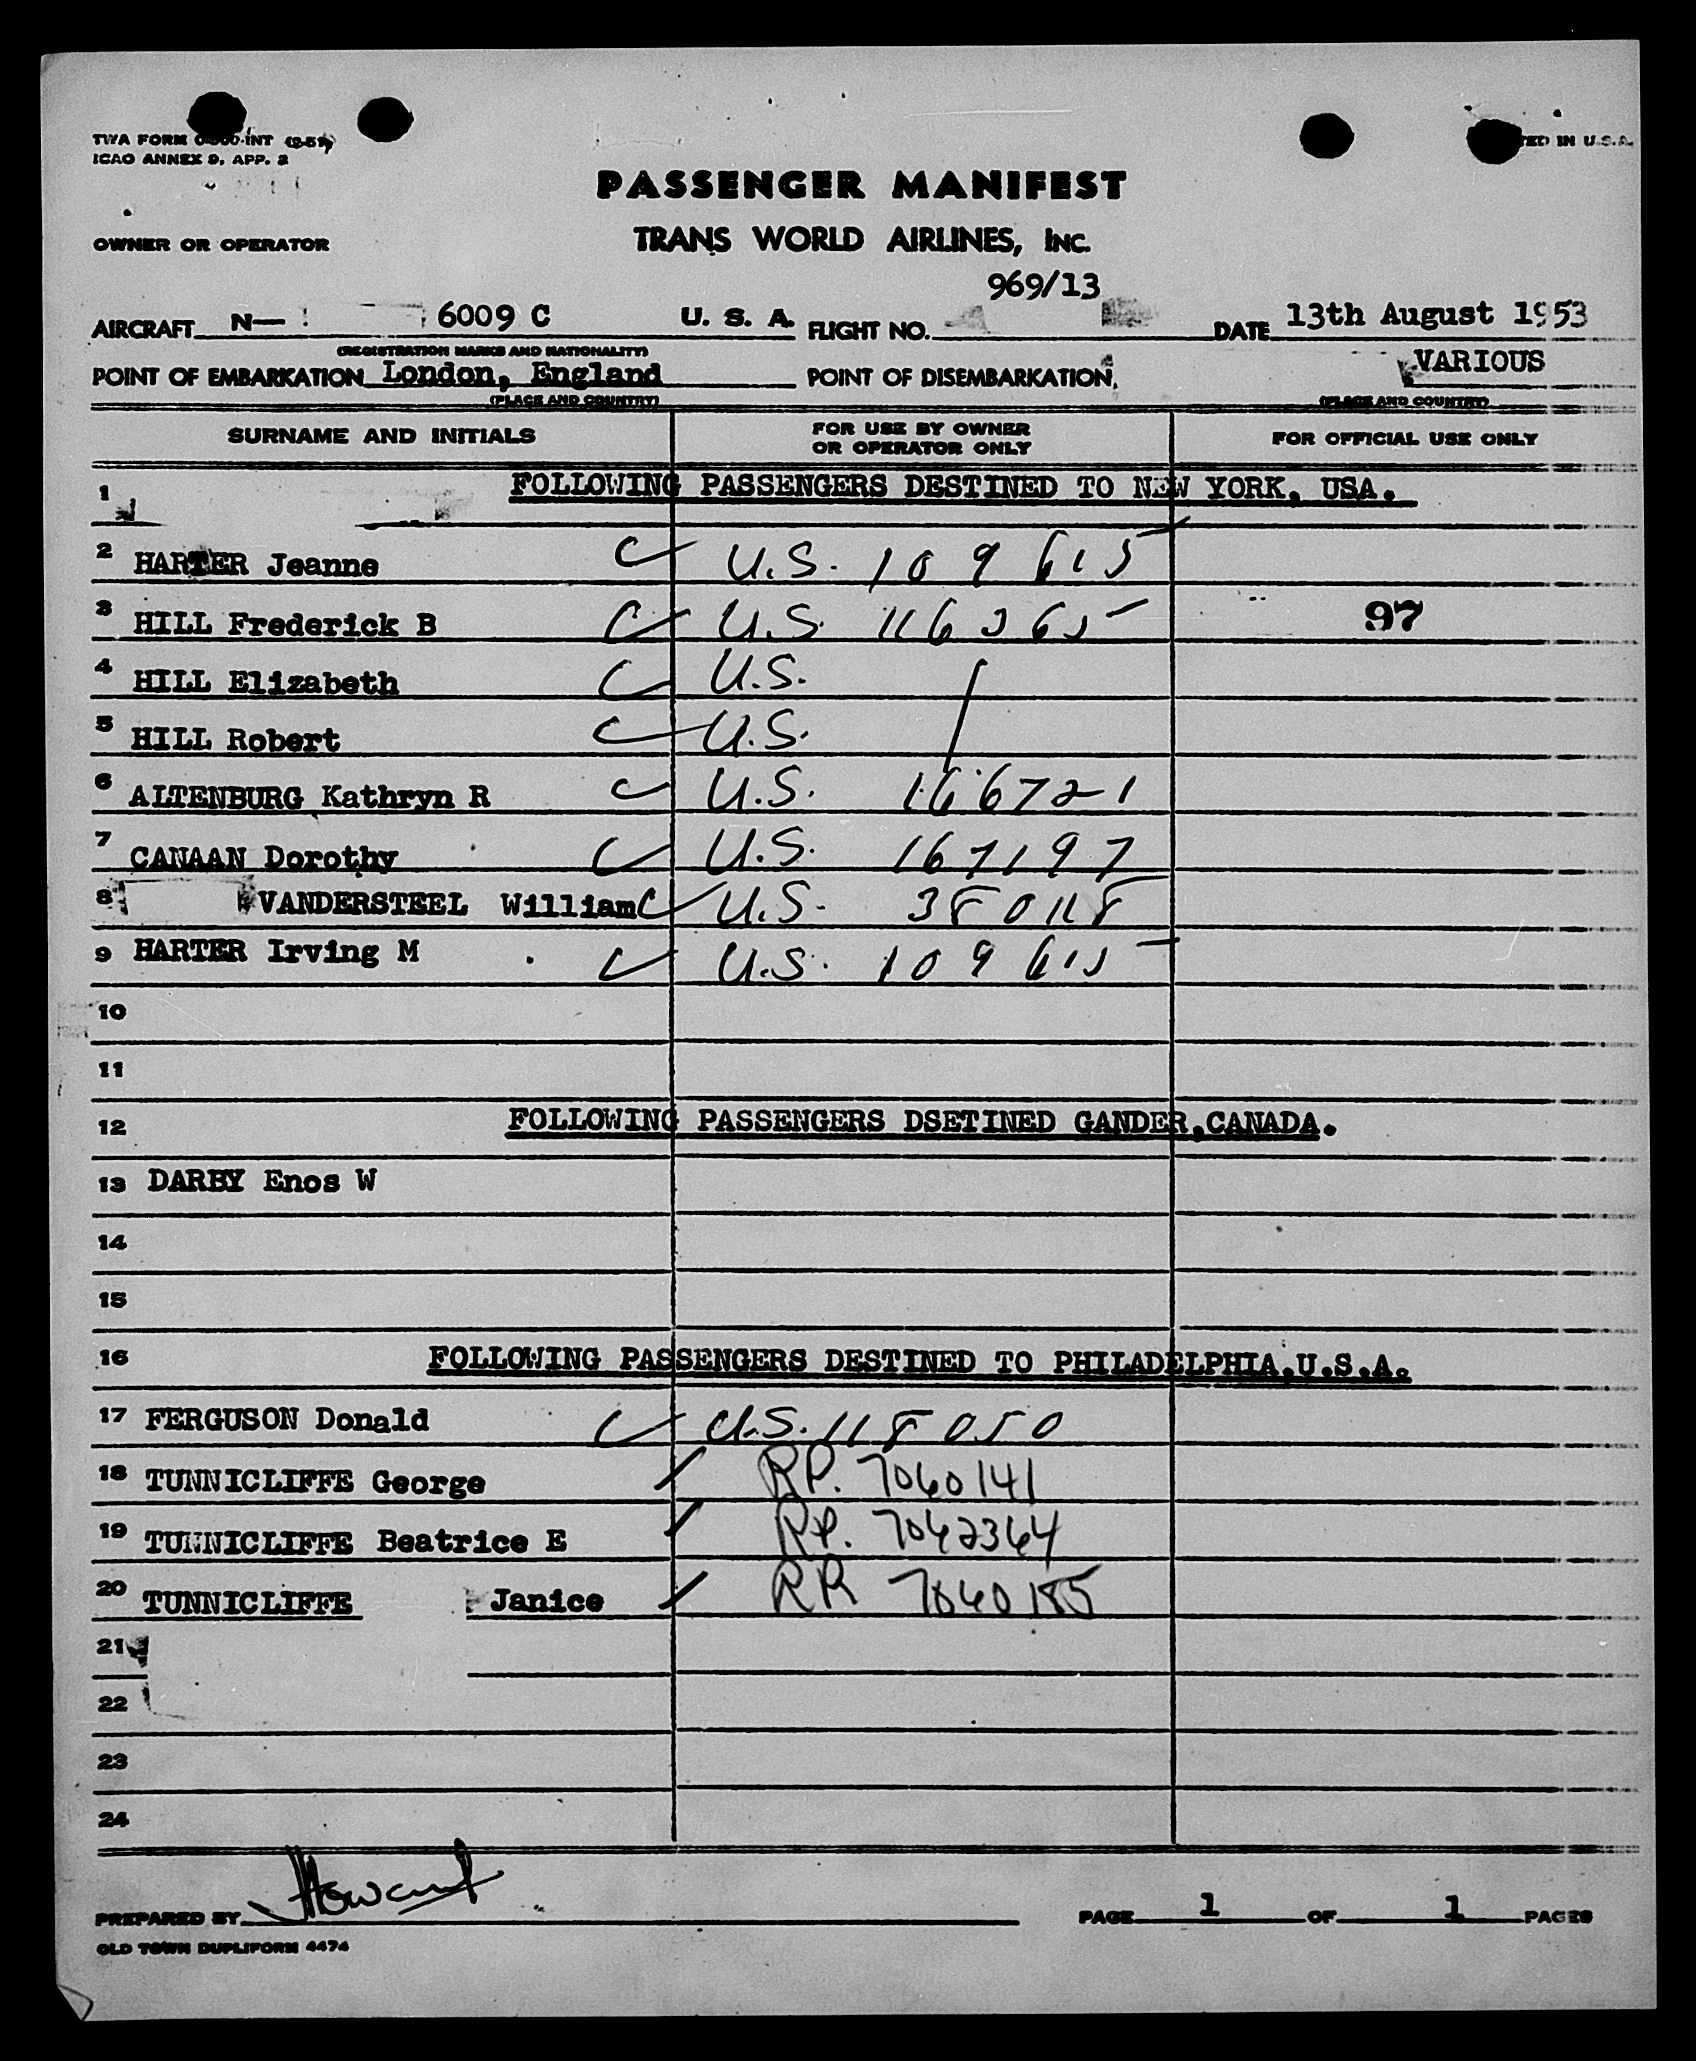 TWA FORM INT
ICAO ANNEX 9, APP. 2
IN U.S.A.
PASSENGER MANIFEST
OWNER OR OPERATOR TRANS WORLD AIRLINES, INC.
969/13
AIRCRAFT N— 6009 C U. S. A. FLIGHT NO. DATE 13th August 1953
(REGISTRATION MARKS AND NATIONALITY)
POINT OF EMBARKATION London, England POINT OF DISEMBARKATION VARIOUS
(PLACE AND COUNTRY) (PLACE AND COUNTRY)
SURNAME AND INITIALS FOR USE BY OWNER OR OPERATOR ONLY FOR OFFICIAL USE ONLY
1 FOLLOWING PASSENGERS DESTINED TO NEW YORK, USA.
2 HARTER Jeanne C U.S. 109615
3 HILL Frederick B C U.S. 97
4 HILL Elizabeth C U.S.
5 HILL Robert C U.S.
6 ALTENBURG Kathryn R C U.S. 166721
7 CANAAN Dorothy C U.S. 167197
8 VANDERSTEEL William C U.S. 380118
9 HARTER Irving M C U.S. 109615
10
11
12 FOLLOWING PASSENGERS DSETINED GANDER,CANADA.
13 DARBY Enos W
14
15
16 FOLLOWING PASSENGERS DESTINED TO PHILADELPHIA,U.S.A.
17 FERGUSON Donald C U.S. 118050
18 TUNNICLIFFE George RP. 7060141
19 TUNNICLIFFE Beatrice E RP. 7062364
20 TUNNICLIFFE Janice RP 7060185
21
22
23
24
PREPARED BY Howard PAGE 1 OF 1 PAGES
OLD TOWN DUPLIFORM 4474